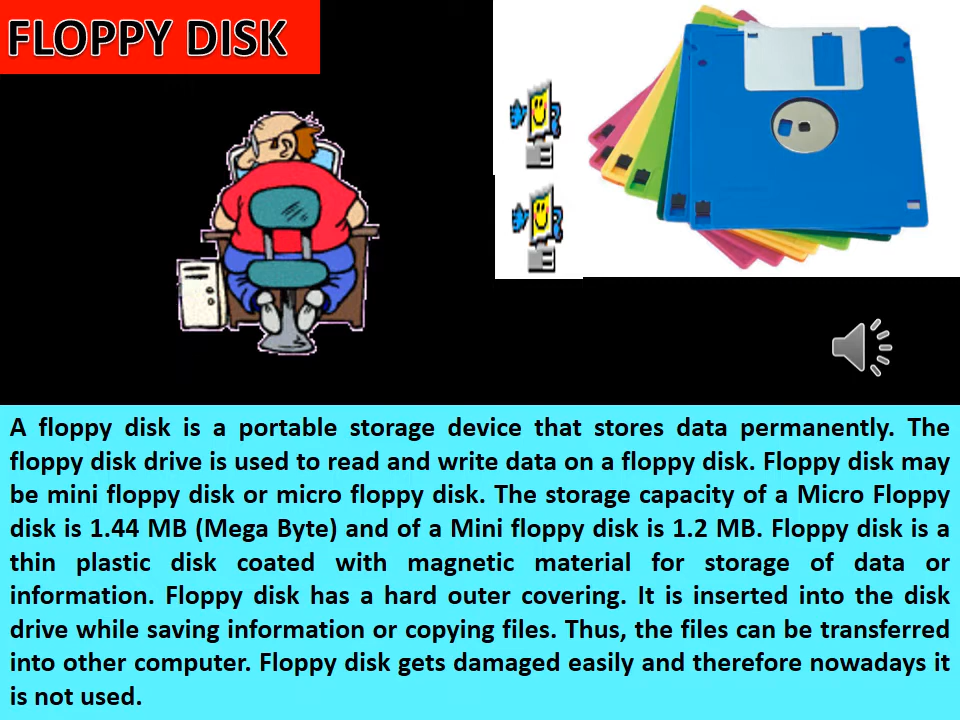 FLOPPY DISK
A floppy disk is a portable storage device that stores data permanently. The
floppy disk drive is used to read and write data on a floppy disk. Floppy disk may
be mini floppy disk or micro floppy disk. The storage capacity of a Micro Floppy
disk is 1.44 MB (Mega Byte) and of a Mini floppy disk is 1.2 MB. Floppy disk is a
thin plastic disk coated with magnetic material for storage of data or
information. Floppy disk has a hard outer covering. It is inserted into the disk
drive while saving information or copying files. Thus, the files can be transferred
into other computer. Floppy disk gets damaged easily and therefore nowadays it
is not used.